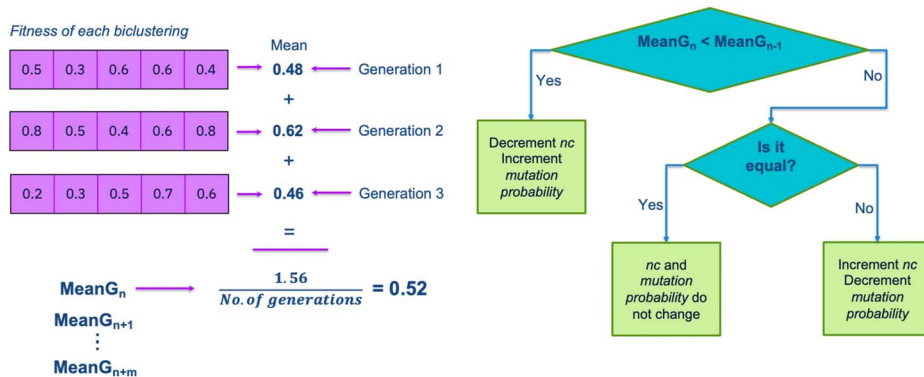 Fitness of each biclustering
Mean
0.5 0.3 0.6 0.6 0.4
0.48
Generation 1
+
0.8 0.5 0.4 0.6 0.8
0.62
Generation 2
+
0.2 0.3 0.5 0.7 0.6
0.46
Generation 3
=
MeanGn
1.56
No. of generations
= 0.52
MeanGn+1
⋮
MeanGn+m
MeanGn < MeanGn-1
Yes
No
Decrement nc
Increment
mutation
probability
Is it
equal?
Yes
No
nc and
mutation
probability do
not change
Increment nc
Decrement
mutation
probability